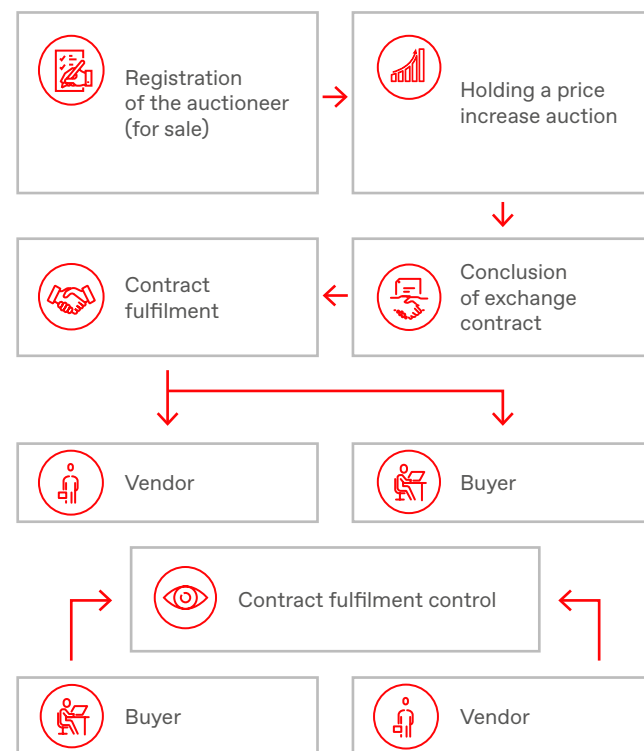 Registration
of the auctioneer
(for sale)
Holding a price
increase auction
Contract
fulfilment
Conclusion
of exchange
contract
Vendor
Buyer
Contract fulfilment control
Buyer
Vendor